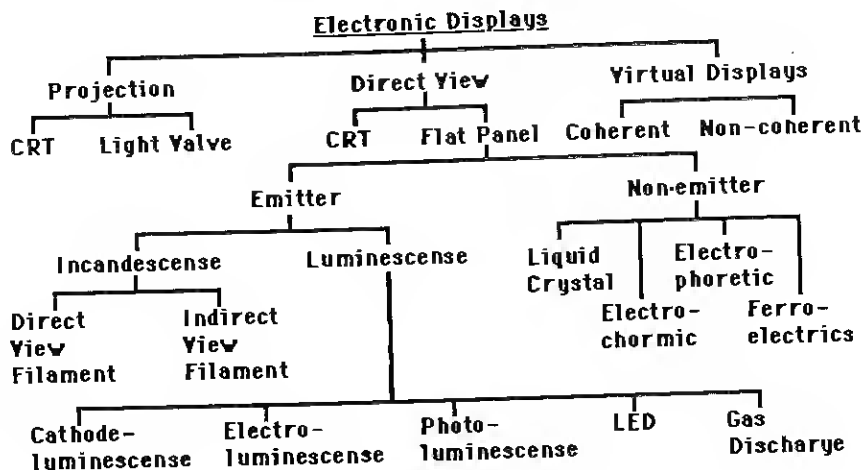 Electronic Displays
Projection
Direct View
Virtual Displays
CRT
Light Valve
CRT
Flat Panel
Coherent
Non-coherent
Emitter
Non-emitter
Incandescense
Luminescense
Liquid
Crystal
Electro-
phoretic
Direct
View
Filament
Indirect
View
Filament
Electro-
chormic
Ferro-
electrics
Cathode-
luminescense
Electro-
luminescense
Photo-
luminescense
LED
Gas
Discharye